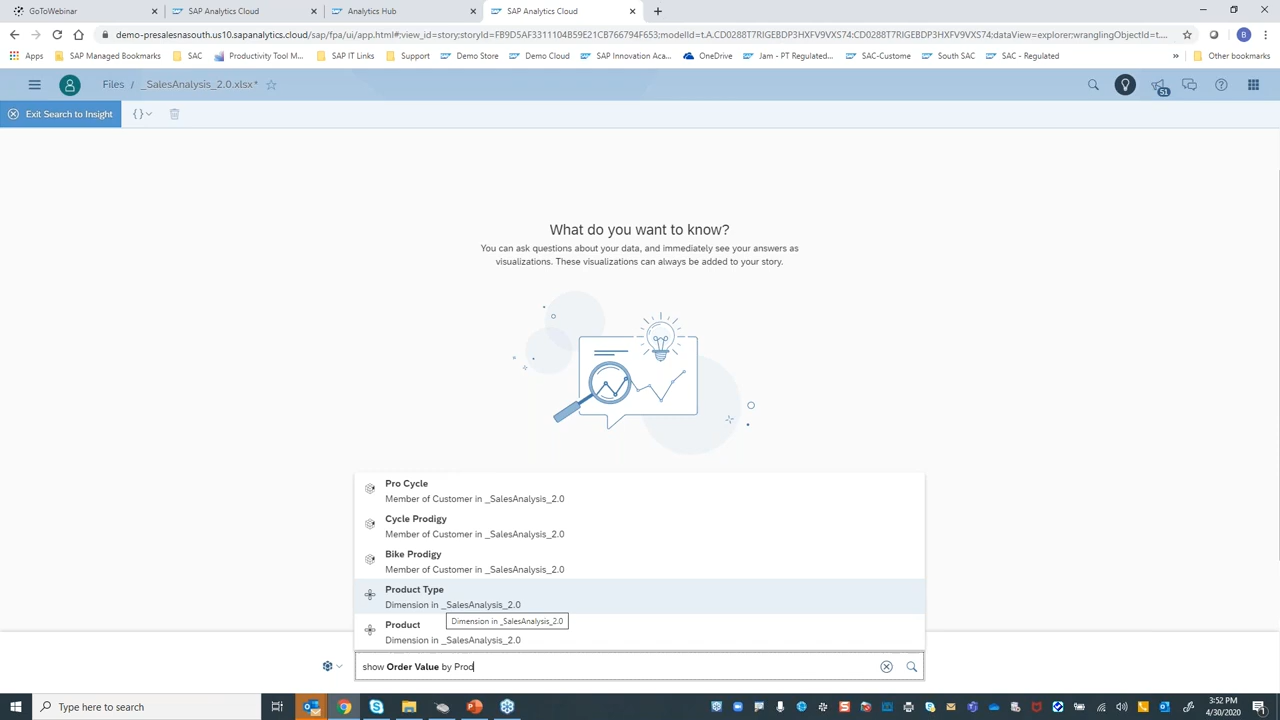 GoToWebinar
SAP Analytics Cloud
Analytics Hub
SAP Analytics Cloud
demo-presalesnasouth.us10.sapanalytics.cloud/sap/fpa/ui/app.html#;view_id=story;storyId=FB9D5AF3311104B59E21CB766794F653;modelId=t.A.CD0288T7RIGEBDP3HXFV9VXS74:CD0288T7RIGEBDP3HXFV9VXS74;dataView=explorer;wranglingObjectId=t....
B
Apps
SAP Managed Bookmarks
SAC
Productivity Tool M...
SAP IT Links
Support
Demo Store
Demo Cloud
SAP Innovation Aca...
OneDrive
Jam - PT Regulated...
SAC-Custome
South SAC
SAC - Regulated
»
Other bookmarks
Files / _SalesAnalysis_2.0.xlsx*
51
Exit Search to Insight
{ }
What do you want to know?
You can ask questions about your data, and immediately see your answers as
visualizations. These visualizations can always be added to your story.
Pro Cycle
Member of Customer in _SalesAnalysis_2.0
Cycle Prodigy
Member of Customer in _SalesAnalysis_2.0
Bike Prodigy
Member of Customer in _SalesAnalysis_2.0
Product Type
Dimension in _SalesAnalysis_2.0
Dimension in _SalesAnalysis_2.0
Product
Dimension in _SalesAnalysis_2.0
show Order Value by Prod
Type here to search
3:52 PM
4/30/2020